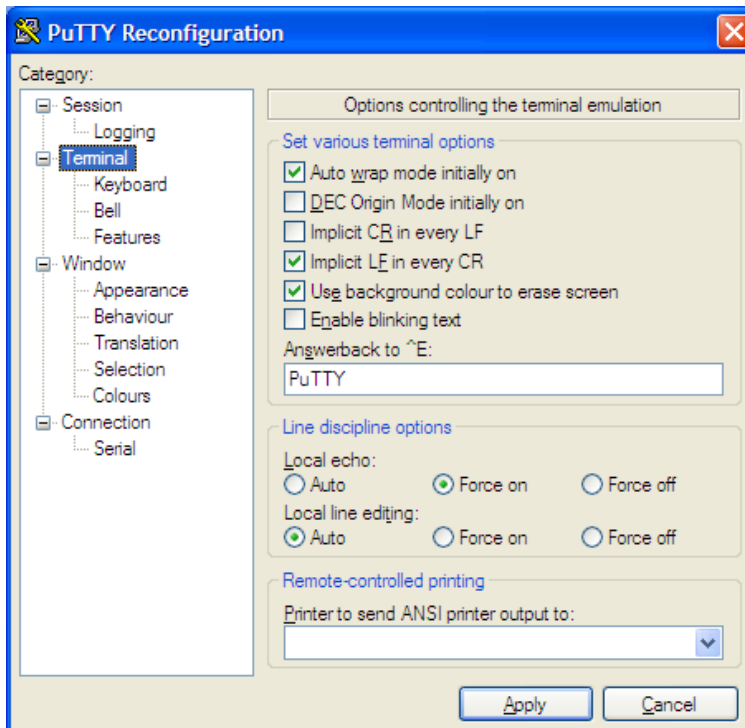 PuTTY Reconfiguration
Category:
Session
Logging
Terminal
Keyboard
Bell
Features
Window
Appearance
Behaviour
Translation
Selection
Colours
Connection
Serial
Options controlling the terminal emulation
Set various terminal options
Auto wrap mode initially on
DEC Origin Mode initially on
Implicit CR in every LF
Implicit LF in every CR
Use background colour to erase screen
Enable blinking text
Answerback to ^E:
PuTTY
Line discipline options
Local echo:
Auto Force on Force off
Local line editing:
Auto Force on Force off
Remote-controlled printing
Printer to send ANSI printer output to:
Apply Cancel